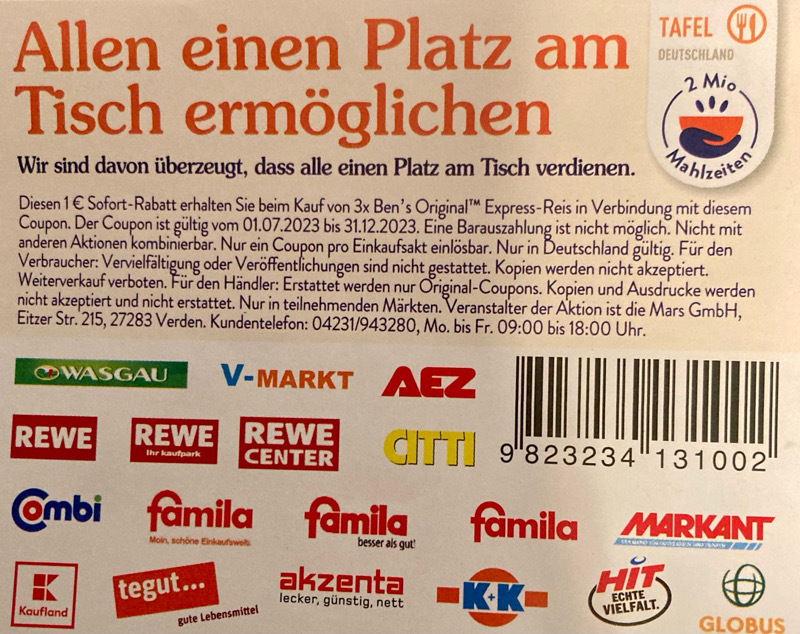 Allen einen Platz am
Tisch ermöglichen
TAFEL
DEUTSCHLAND
2 Mio
Mahlzeiten
Wir sind davon überzeugt, dass alle einen Platz am Tisch verdienen.
Diesen 1 € Sofort-Rabatt erhalten Sie beim Kauf von 3x Ben's Original™ Express-Reis in Verbindung mit diesem
Coupon. Der Coupon ist gültig vom 01.07.2023 bis 31.12.2023. Eine Barauszahlung ist nicht möglich. Nicht mit
anderen Aktionen kombinierbar. Nur ein Coupon pro Einkaufsakt einlösbar. Nur in Deutschland gültig. Für den
Verbraucher: Vervielfältigung oder Veröffentlichungen sind nicht gestattet. Kopien werden nicht akzeptiert.
Weiterverkauf verboten. Für den Händler: Erstattet werden nur Original-Coupons. Kopien und Ausdrucke werden
nicht akzeptiert und nicht erstattet. Nur in teilnehmenden Märkten. Veranstalter der Aktion ist die Mars GmbH,
Eitzer Str. 215, 27283 Verden. Kundentelefon: 04231/943280, Mo. bis Fr. 09:00 bis 18:00 Uhr.
WASGAU
V-MARKT
AEZ
REWE
REWE
Ihr kaufpark
REWE
CENTER
CITTI
9 823234 131002
Combi
famila
Moin, schöne Einkaufswelt.
famila
besser als gut!
famila
MARKANT
Kaufland
tegut...
gute Lebensmittel
akzenta
lecker, günstig, nett
K+K
HIT
ECHTE
VIELFALT.
GLOBUS